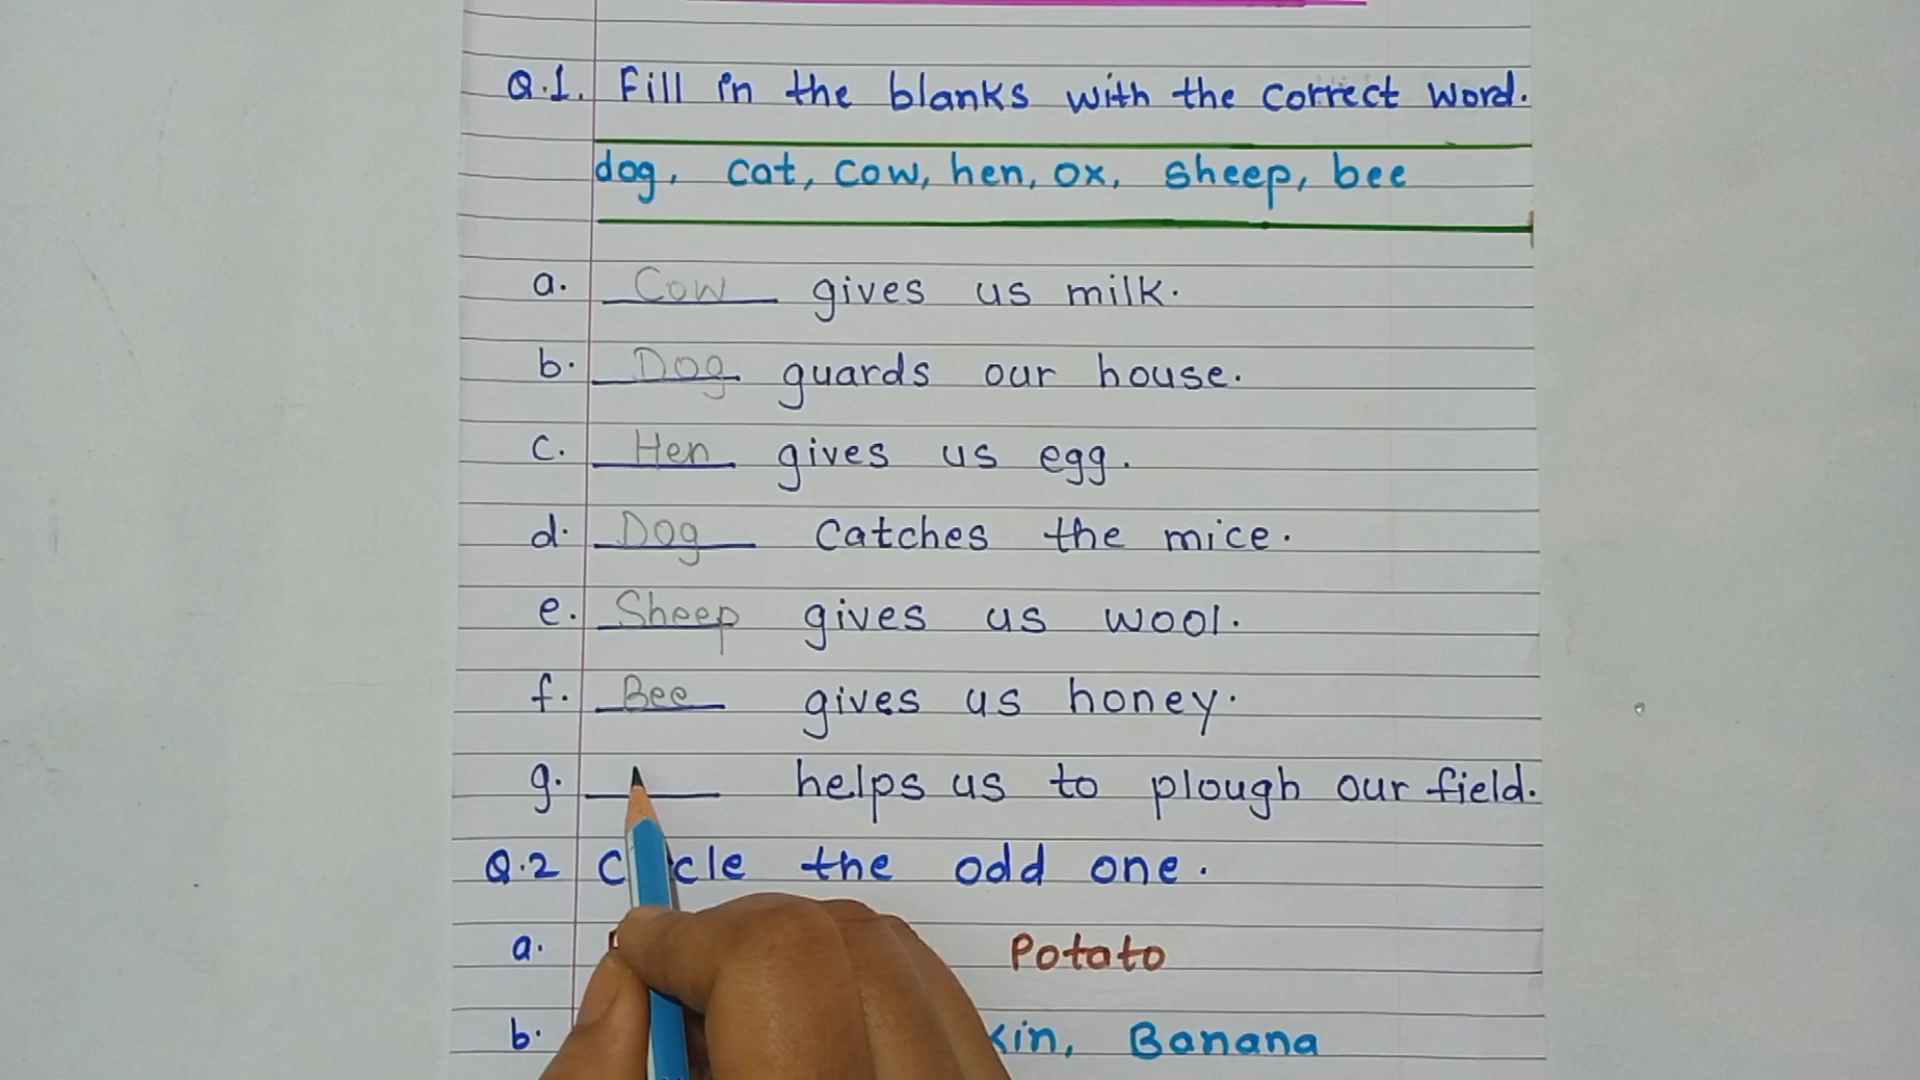 Q.1. Fill in the blanks with the correct word.
dog, cat, cow, hen, ox, sheep, bee
a. Cow gives us milk.
b. Dog guards our house.
c. Hen gives us egg.
d. Dog catches the mice.
e. Sheep gives us wool.
f. Bee gives us honey.
g. ____ helps us to plough our field.
Q.2 the odd one.
a. Potato
b. Banana